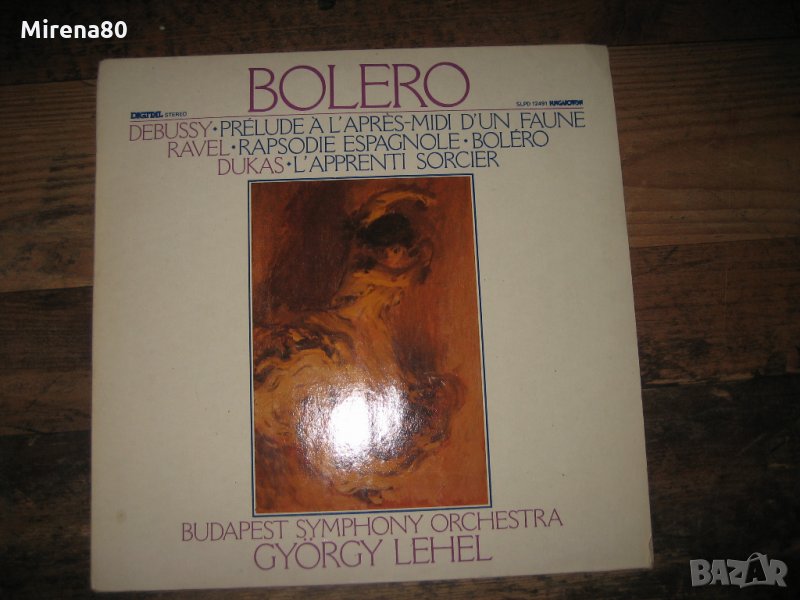 Mirena80
BOLERO
DIGITAL STEREO
SLPD 12491 HUNGAROTON
DEBUSSY • PRÉLUDE À L'APRÈS-MIDI D'UN FAUNE
RAVEL • RAPSODIE ESPAGNOLE • BOLÉRO
DUKAS • L'APPRENTI SORCIER
BUDAPEST SYMPHONY ORCHESTRA
GYÖRGY LEHEL
BAZAR